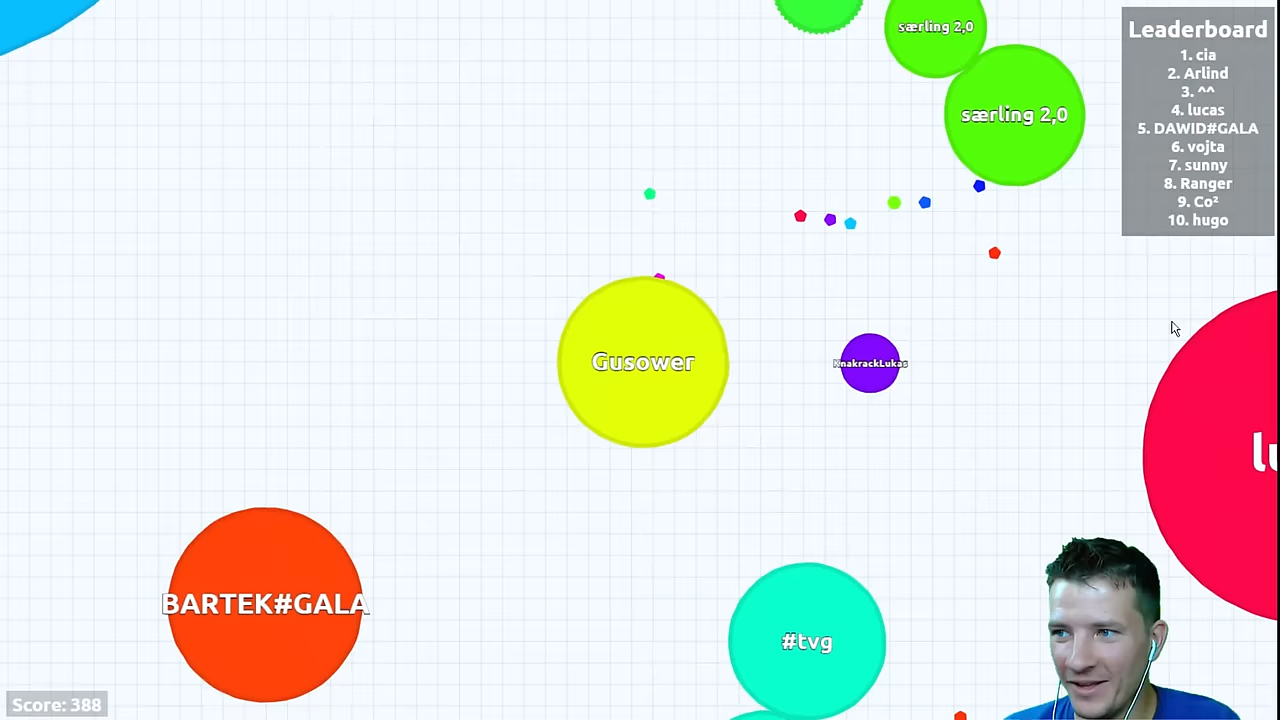 særling 2,0
særling 2,0
Leaderboard
1. cia
2. Arlind
3. ^^
4. lucas
5. DAWID#GALA
6. vojta
7. sunny
8. Ranger
9. Co²
10. hugo
Gusower
KnakrackLukas
lu
BARTEK#GALA
#tvg
Score: 388